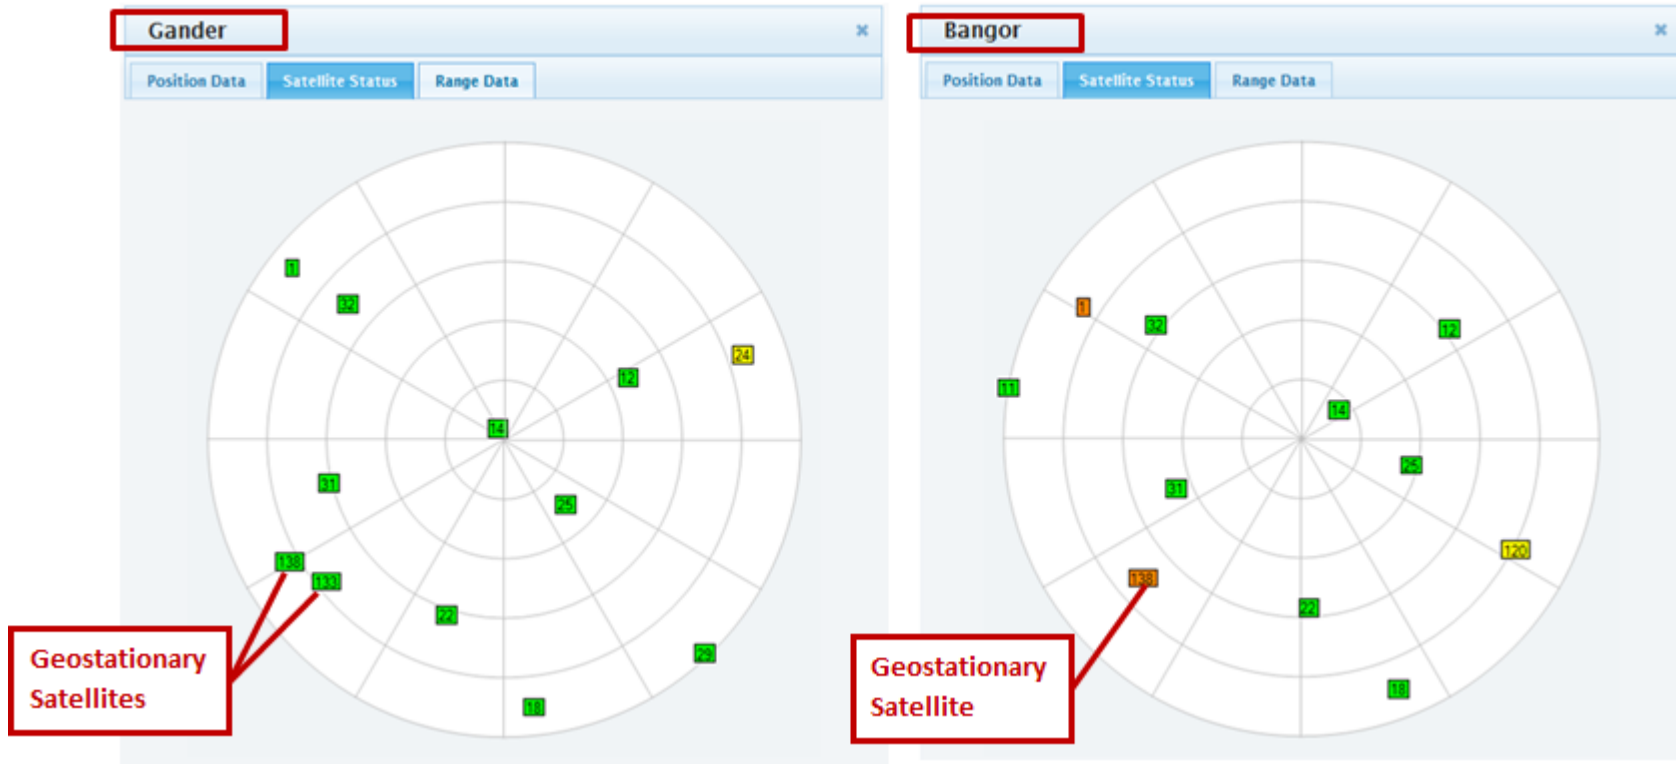 Gander
Position Data Satellite Status Range Data
1
32
24
12
14
31
25
138
133
22
29
18
Geostationary
Satellites
Bangor
Position Data Satellite Status Range Data
1
32
12
11
14
25
31
120
138
22
18
Geostationary
Satellite